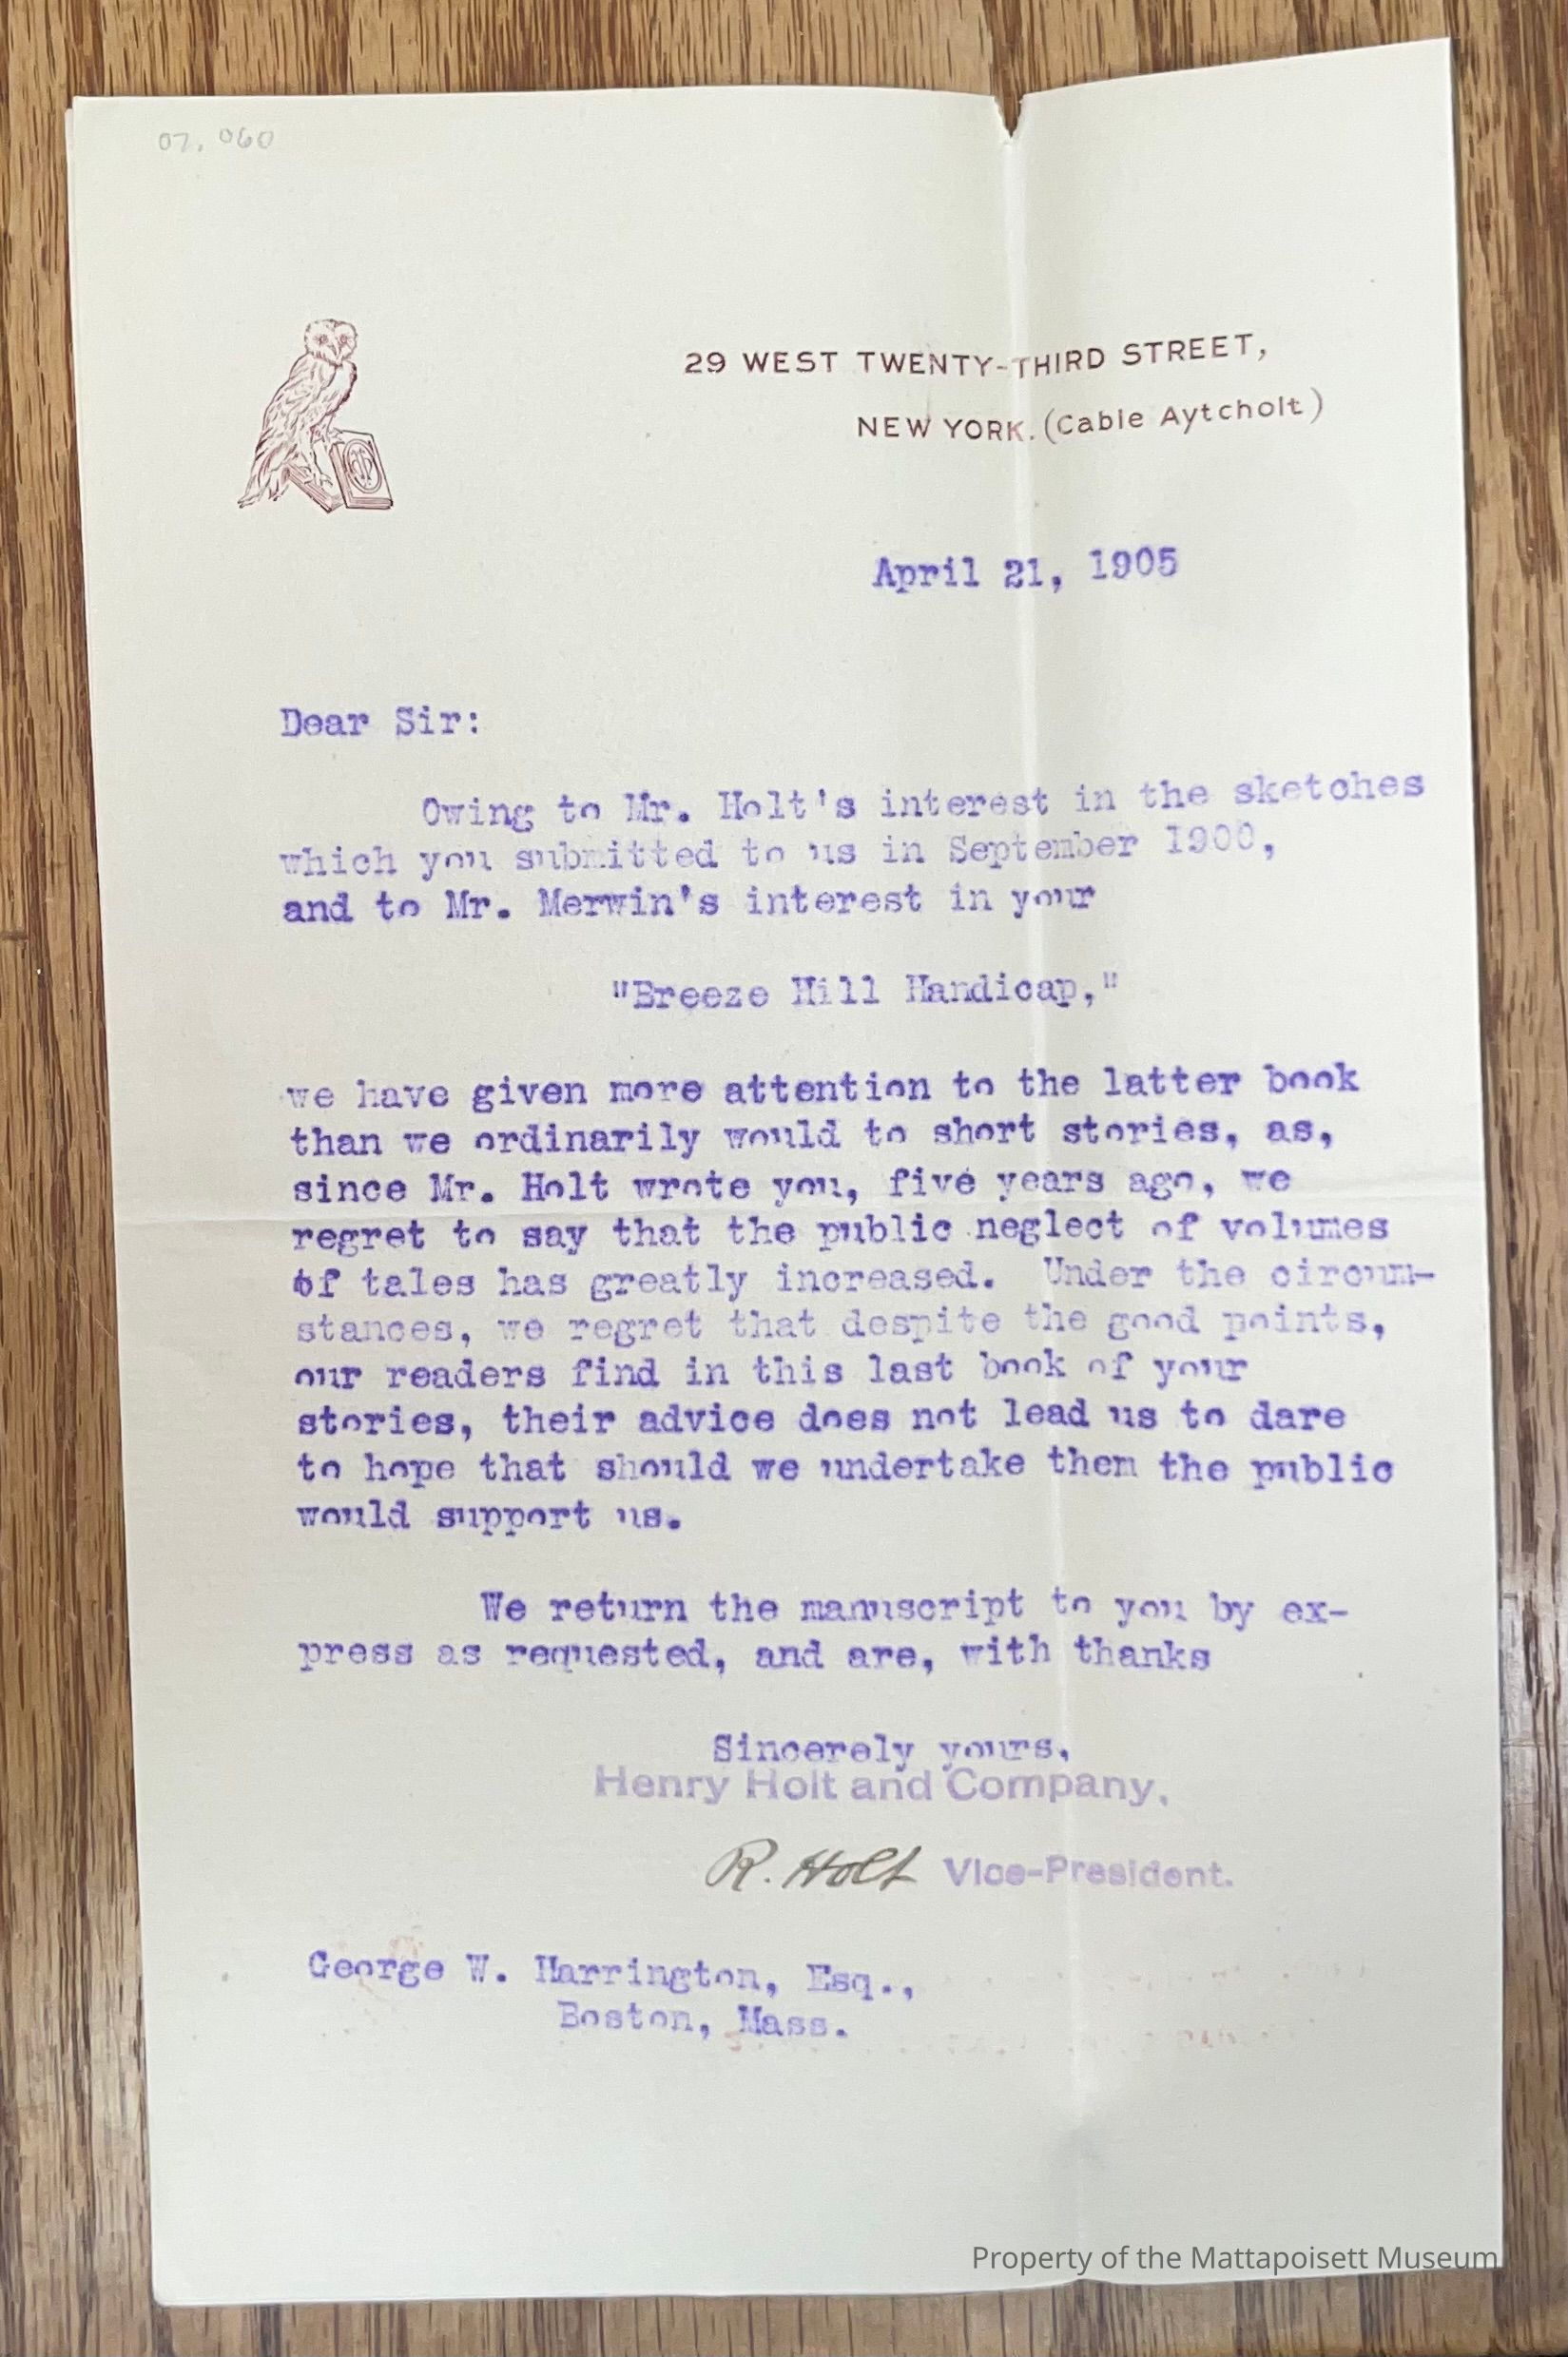 07. 060
29 WEST TWENTY-THIRD STREET,
NEW YORK. (Cable Aytcholt)
April 21, 1905
Dear Sir:
Owing to Mr. Holt's interest in the sketches
which you submitted to us in September 1900,
and to Mr. Merwin's interest in your
"Breeze Hill Handicap,"
we have given more attention to the latter book
than we ordinarily would to short stories, as,
since Mr. Holt wrote you, five years ago, we
regret to say that the public neglect of volumes
of tales has greatly increased. Under the circum-
stances, we regret that despite the good points,
our readers find in this last book of your
stories, their advice does not lead us to dare
to hope that should we undertake them the public
would support us.
We return the manuscript to you by ex-
press as requested, and are, with thanks
Sincerely yours,
Henry Holt and Company,
R. Holt Vice-President.
George W. Harrington, Esq.,
Boston, Mass.
Property of the Mattapoisett Museum